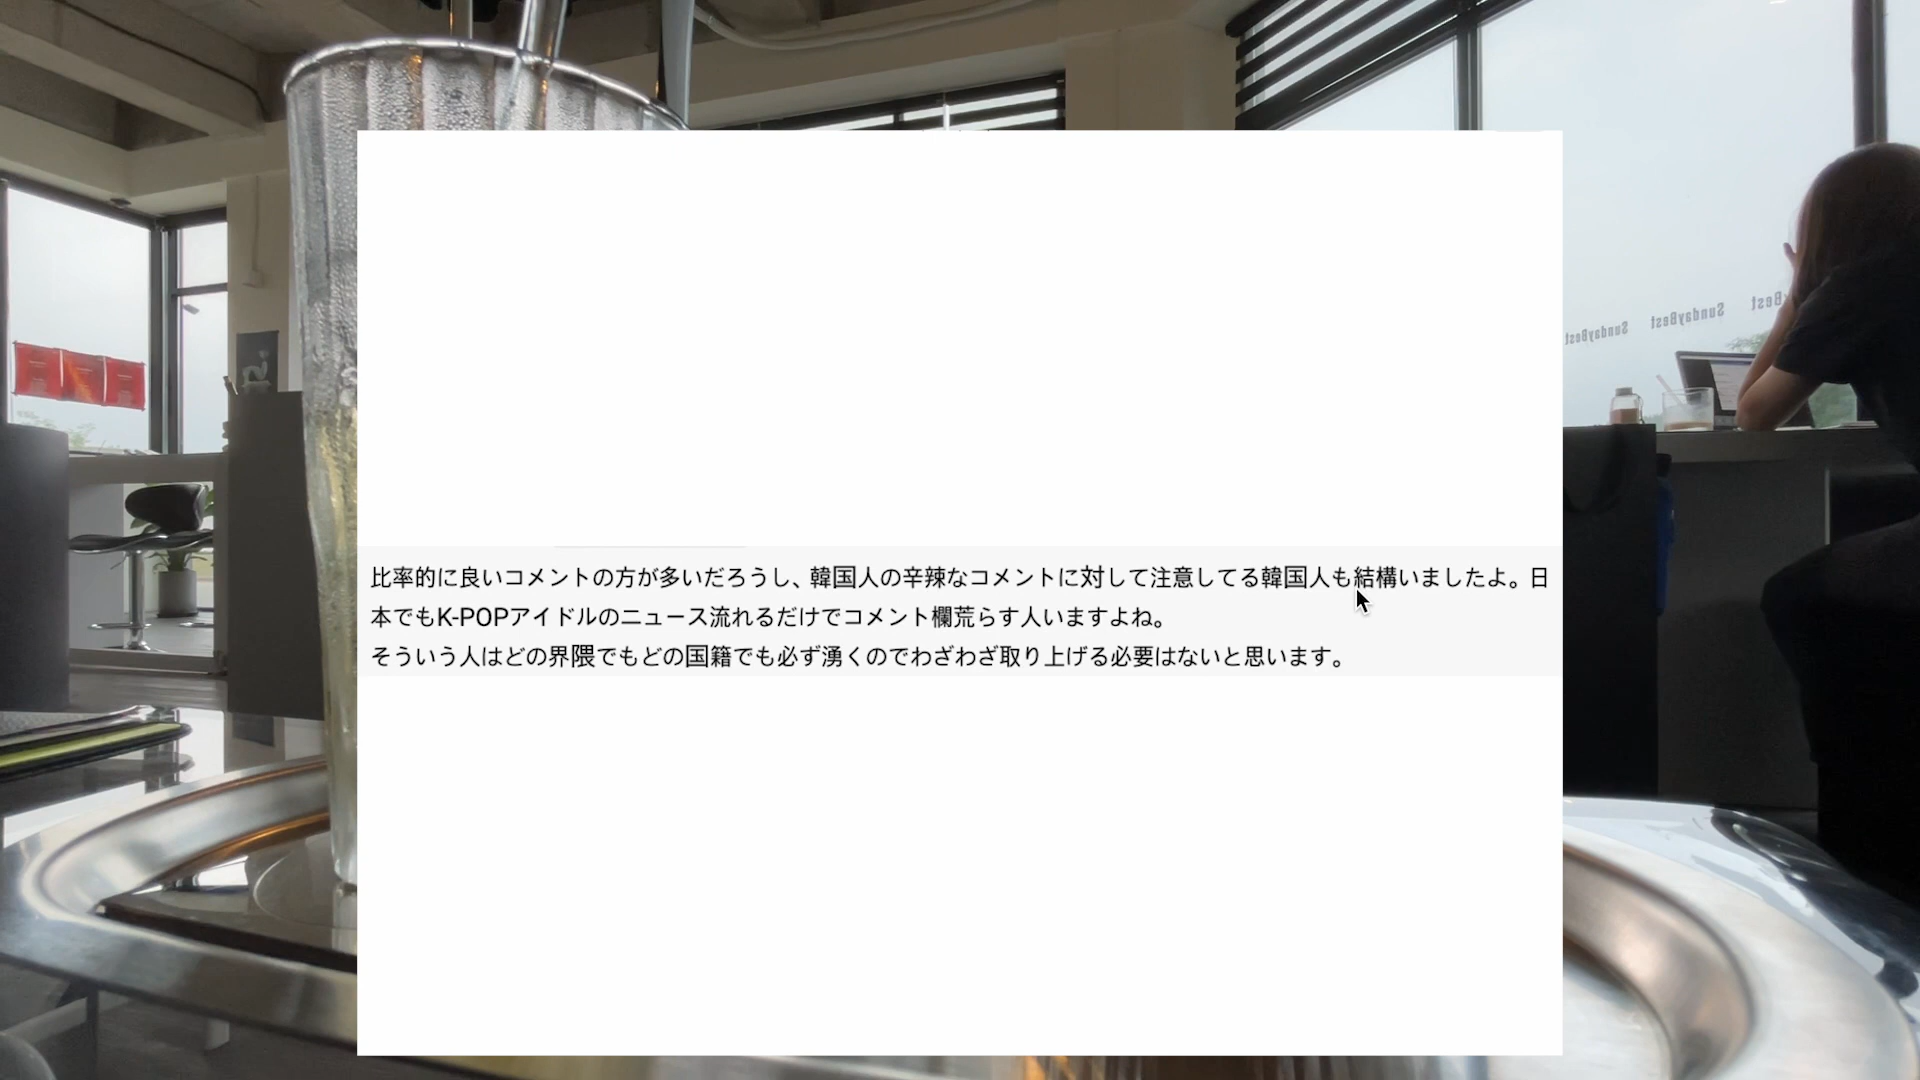 比率的に良いコメントの方が多いだろうし、韓国人の辛辣なコメントに対して注意してる韓国人も結構いましたよ。日
本でもK-POPアイドルのニュース流れるだけでコメント欄荒らす人いますよね。
そういう人はどの界隈でもどの国籍でも必ず湧くのでわざわざ取り上げる必要はないと思います。
SundayBest SundayBest Best